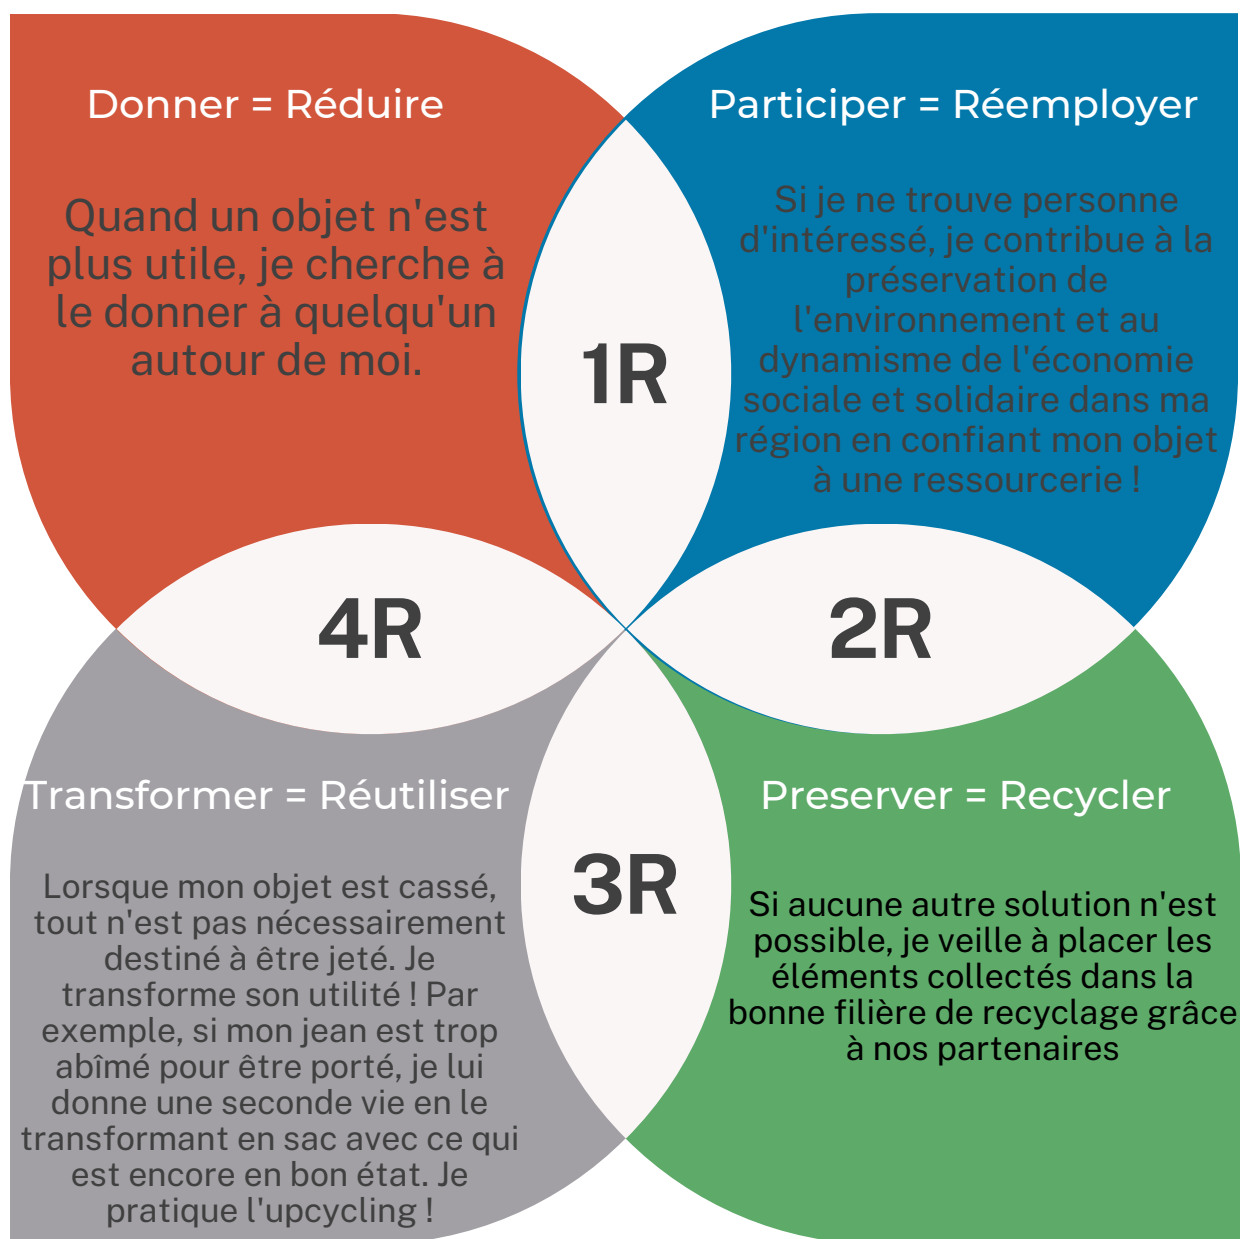 Donner = Réduire
Quand un objet n'est
plus utile, je cherche à
le donner à quelqu'un
autour de moi.
Participer = Réemployer
Si je ne trouve personne
d'intéressé, je contribue à la
préservation de
l'environnement et au
dynamisme de l'économie
sociale et solidaire dans ma
région en confiant mon objet
à une ressourcerie !
1R
4R
2R
3R
Transformer = Réutiliser
Lorsque mon objet est cassé,
tout n'est pas nécessairement
destiné à être jeté. Je
transforme son utilité ! Par
exemple, si mon jean est trop
abîmé pour être porté, je lui
donne une seconde vie en le
transformant en sac avec ce qui
est encore en bon état. Je
pratique l'upcycling !
Preserver = Recycler
Si aucune autre solution n'est
possible, je veille à placer les
éléments collectés dans la
bonne filière de recyclage grâce
à nos partenaires